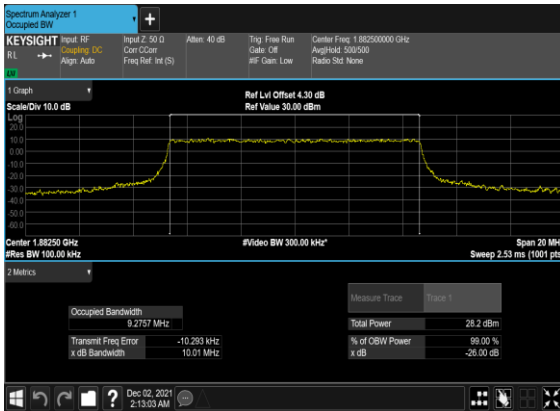 Spectrum Analyzer 1
Occupied BW
+
KEYSIGHT
RL
LM
Input: RF
Coupling: DC
Align: Auto
Input Z: 50 Ω
Corr CCorr
Freq Ref: Int (S)
Atten: 40 dB
Trig: Free Run
Gate: Off
#IF Gain: Low
Center Freq: 1.882500000 GHz
Avg|Hold: 500/500
Radio Std: None
1 Graph
Scale/Div 10.0 dB
Ref Lvl Offset 4.30 dB
Ref Value 30.00 dBm
Log
20.0
10.0
0.00
-10.0
-20.0
-30.0
-40.0
-50.0
-60.0
Center 1.88250 GHz
#Res BW 100.00 kHz
#Video BW 300.00 kHz*
Span 20 MH
Sweep 2.53 ms (1001 pts
2 Metrics
Measure Trace Trace 1
Occupied Bandwidth
9.2757 MHz
Total Power 28.2 dBm
Transmit Freq Error -10.293 kHz
% of OBW Power 99.00 %
x dB Bandwidth 10.01 MHz
x dB -26.00 dB
?
Dec 02, 2021
2:13:03 AM